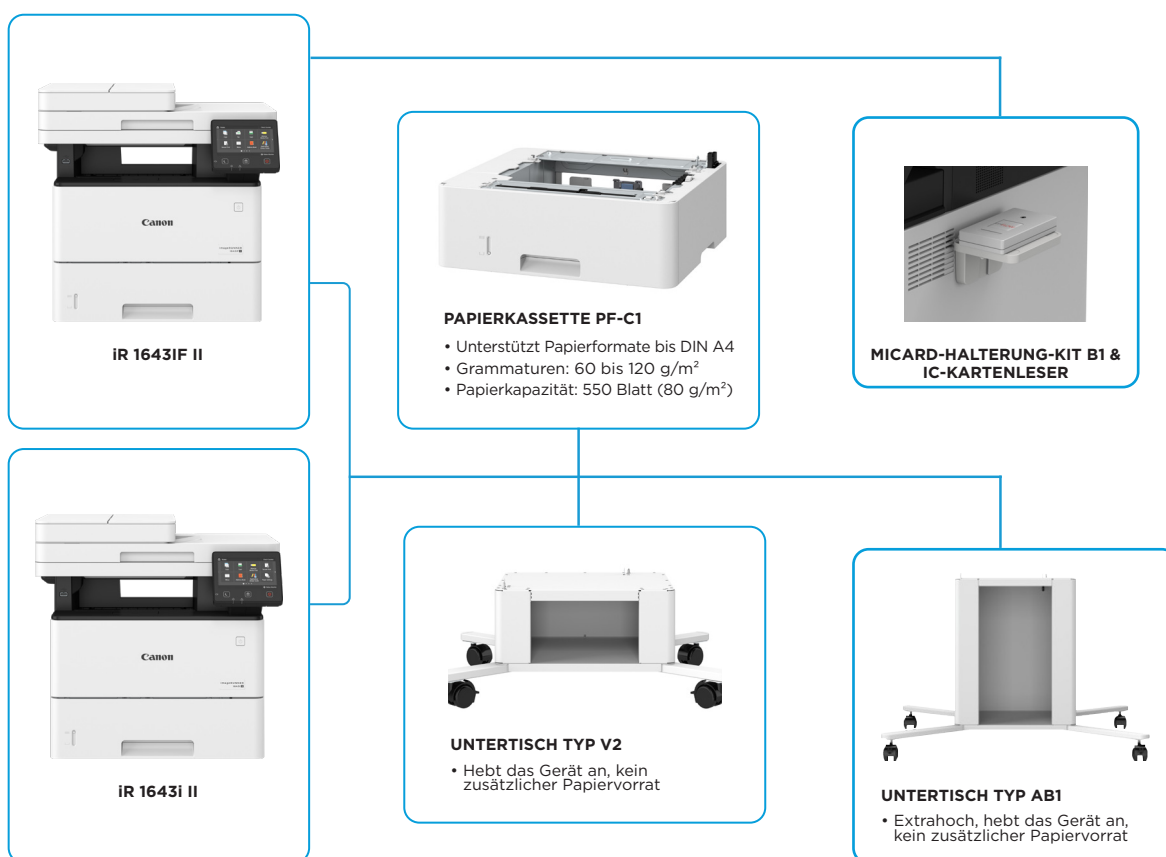 Canon
iR 1643IF II
PAPIERKASSETTE PF-C1
• Unterstützt Papierformate bis DIN A4
• Grammaturen: 60 bis 120 g/m²
• Papierkapazität: 550 Blatt (80 g/m²)
MICARD-HALTERUNG-KIT B1 &
IC-KARTENLESER
Canon
iR 1643i II
UNTERTISCH TYP V2
• Hebt das Gerät an, kein
zusätzlicher Papiervorrat
UNTERTISCH TYP AB1
• Extrahoch, hebt das Gerät an,
kein zusätzlicher Papiervorrat